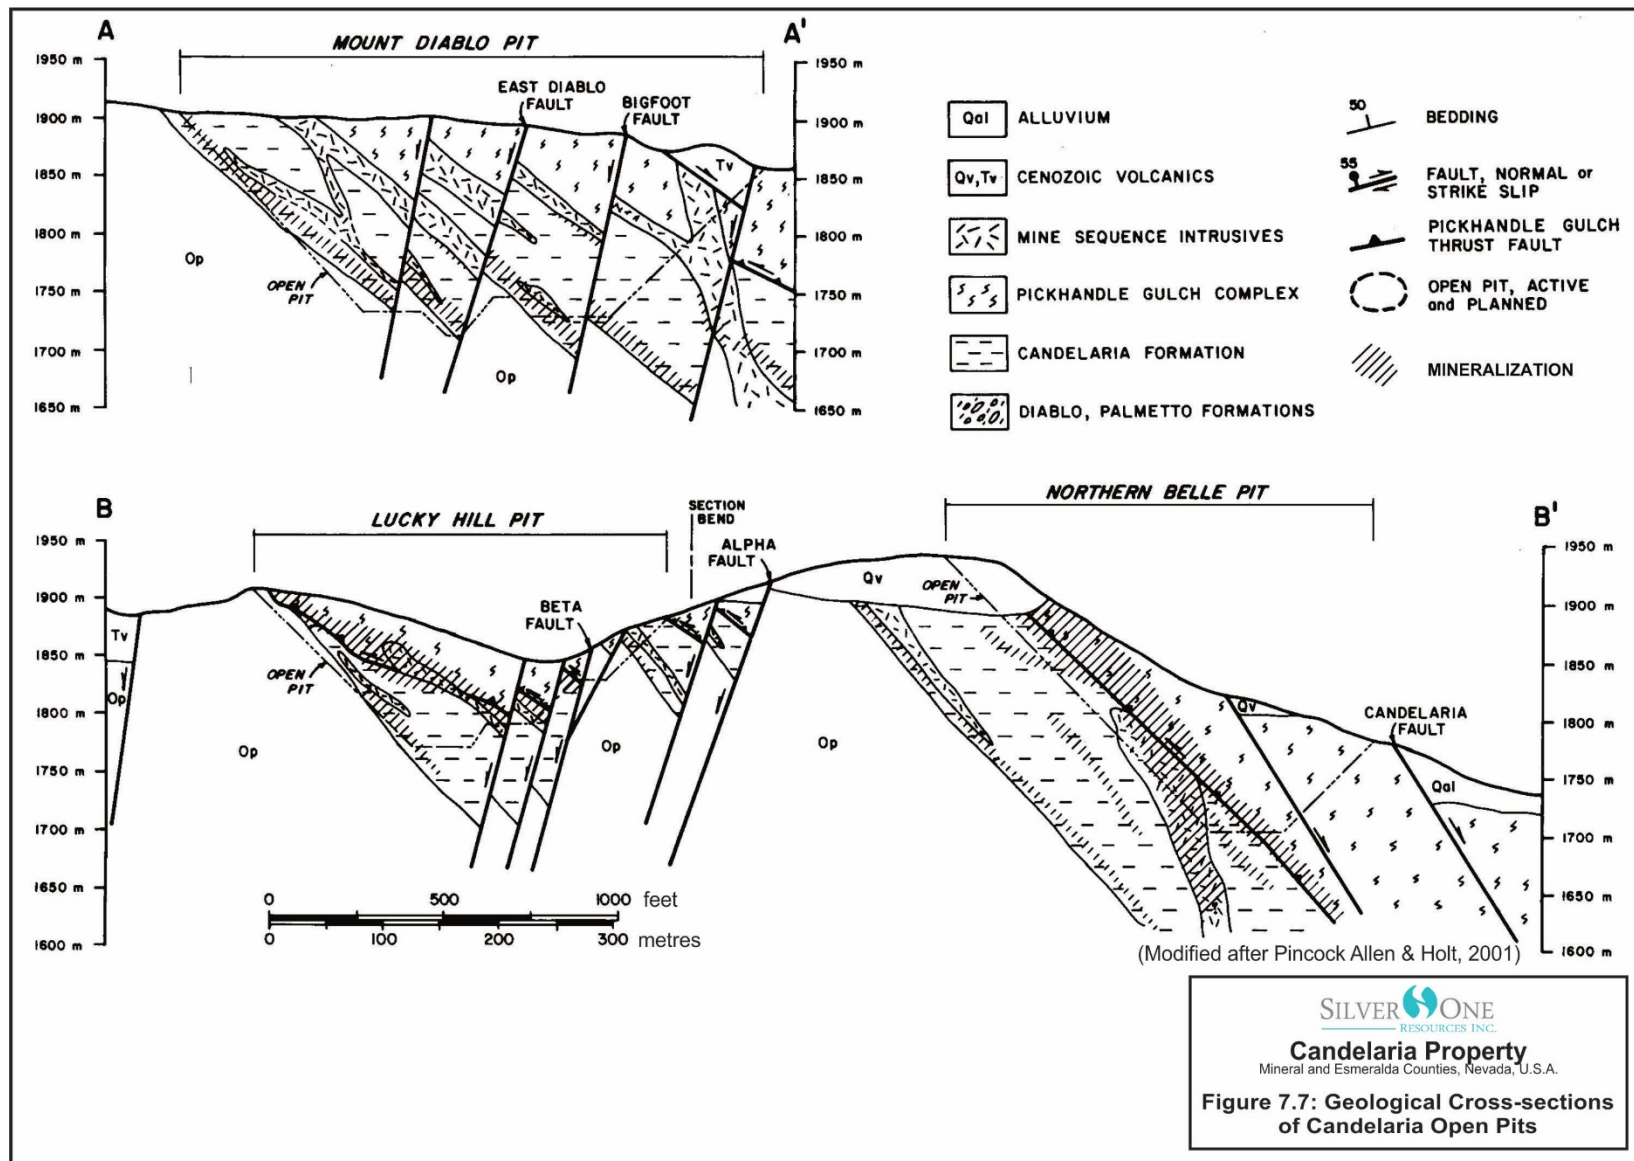 A
A'
MOUNT DIABLO PIT
1950 m
1900 m
1850 m
1800 m
1750 m
1700 m
1650 m
EAST DIABLO
FAULT
BIGFOOT
FAULT
Tv
Op
OPEN
PIT
Op
1950 m
1900 m
1850 m
1800 m
1750 m
1700 m
1650 m
Qal ALLUVIUM
Qv, Tv CENOZOIC VOLCANICS
MINE SEQUENCE INTRUSIVES
PICKHANDLE GULCH COMPLEX
CANDELARIA FORMATION
DIABLO, PALMETTO FORMATIONS
50
BEDDING
55
FAULT, NORMAL or
STRIKE SLIP
PICKHANDLE GULCH
THRUST FAULT
OPEN PIT, ACTIVE
and PLANNED
MINERALIZATION
B
B'
LUCKY HILL PIT
SECTION
BEND
NORTHERN BELLE PIT
1950 m
1900 m
1850 m
1800 m
1750 m
1700 m
1650 m
1600 m
Tv
Op
Op
OPEN
PIT
BETA
FAULT
ALPHA
FAULT
Op
Qv
OPEN
PIT
Op
Qv
CANDELARIA
FAULT
Qal
1950 m
1900 m
1850 m
1800 m
1750 m
1700 m
1650 m
1600 m
0 500 1000 feet
0 100 200 300 metres
(Modified after Pincock Allen & Holt, 2001)
SILVER ONE
RESOURCES INC.
Candelaria Property
Mineral and Esmeralda Counties, Nevada, U.S.A.
Figure 7.7: Geological Cross-sections
of Candelaria Open Pits